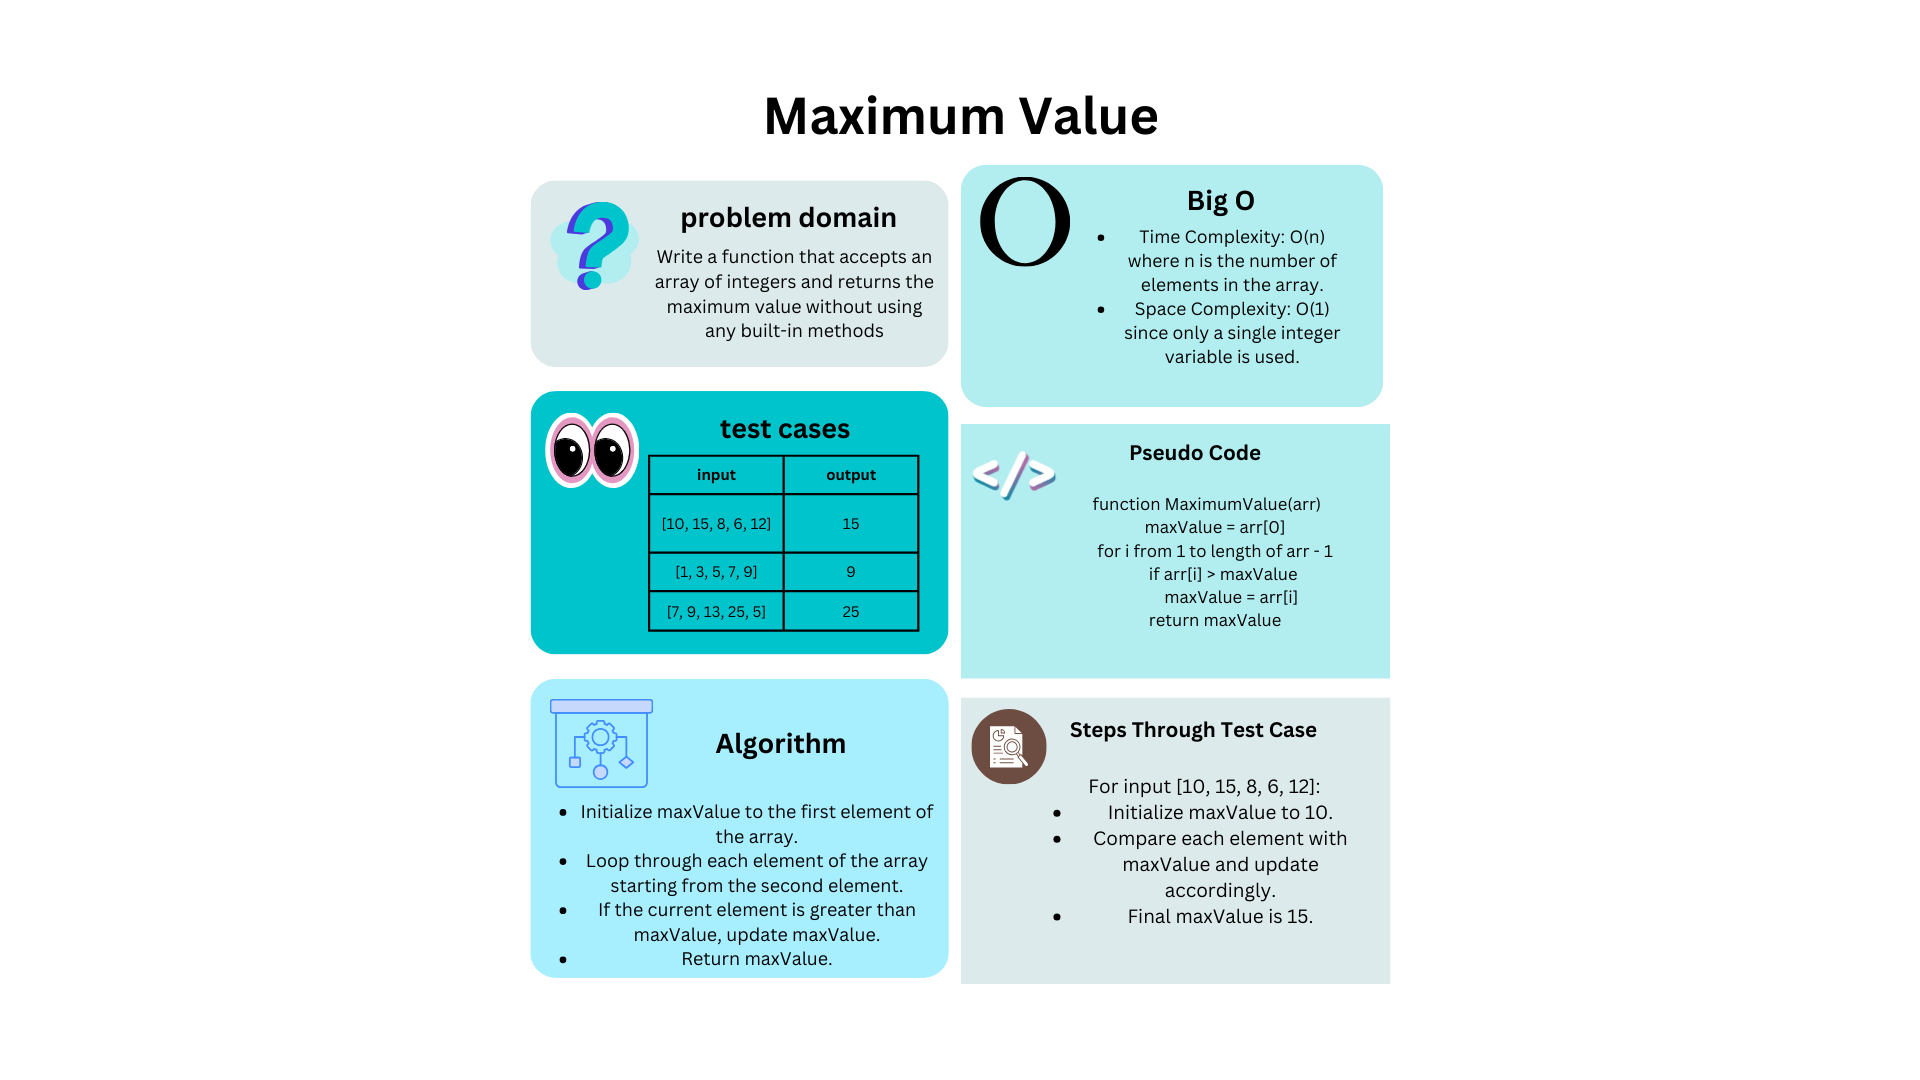 Maximum Value
problem domain
Write a function that accepts an
array of integers and returns the
maximum value without using
any built-in methods
Big O
• Time Complexity: O(n)
where n is the number of
elements in the array.
• Space Complexity: O(1)
since only a single integer
variable is used.
test cases
input output
[10, 15, 8, 6, 12] 15
[1, 3, 5, 7, 9] 9
[7, 9, 13, 25, 5] 25
Pseudo Code
function MaximumValue(arr)
maxValue = arr[0]
for i from 1 to length of arr - 1
if arr[i] > maxValue
maxValue = arr[i]
return maxValue
Algorithm
• Initialize maxValue to the first element of
the array.
• Loop through each element of the array
starting from the second element.
• If the current element is greater than
maxValue, update maxValue.
• Return maxValue.
Steps Through Test Case
For input [10, 15, 8, 6, 12]:
• Initialize maxValue to 10.
• Compare each element with
maxValue and update
accordingly.
• Final maxValue is 15.